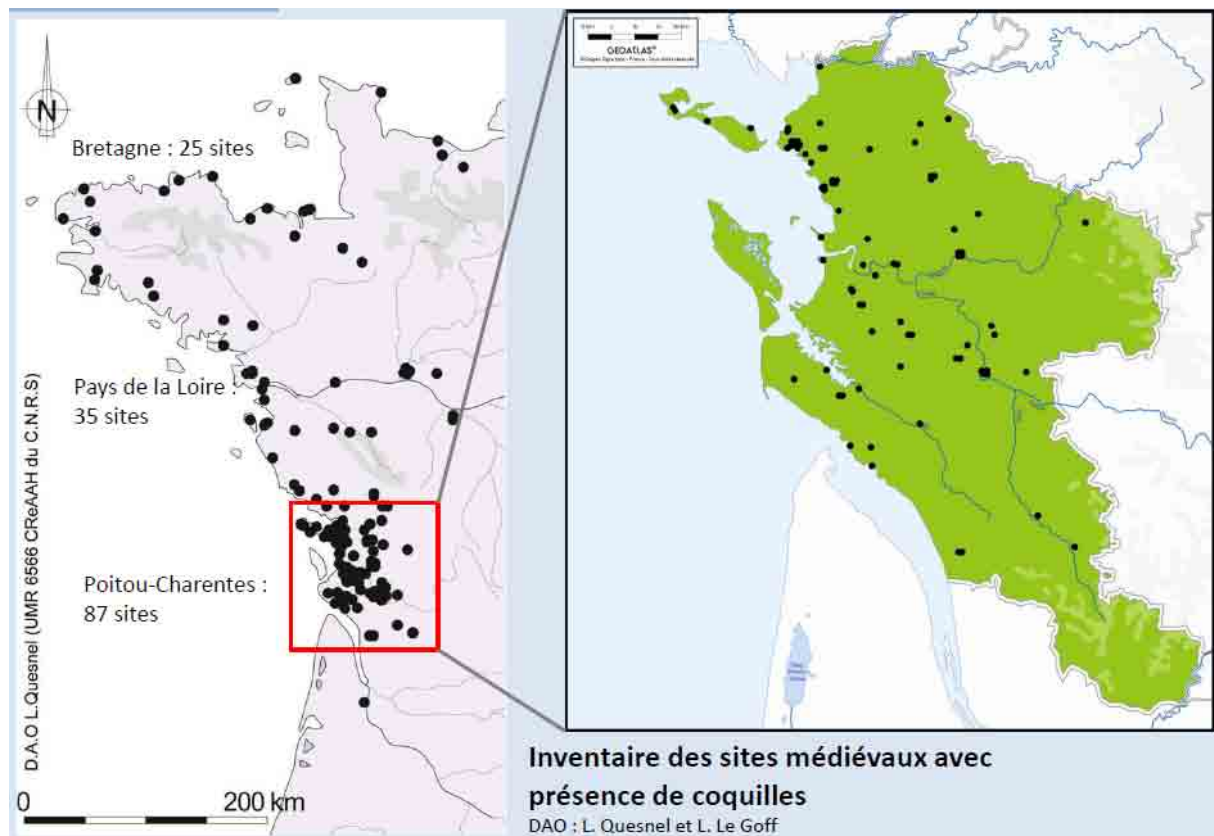 N
Bretagne : 25 sites
Pays de la Loire :
35 sites
Poitou-Charentes :
87 sites
D.A.O L.Quesnel (UMR 6566 CReAAH du C.N.R.S)
0
200 km
GEOATLAS®
Inventaire des sites médiévaux avec
présence de coquilles
DAO : L. Quesnel et L. Le Goff